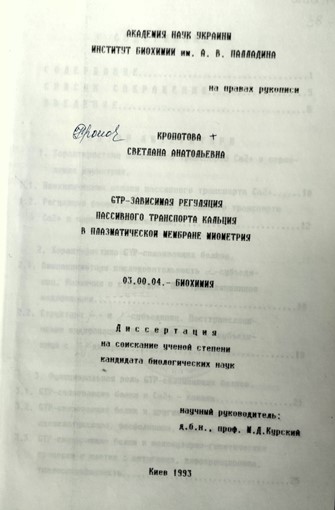 АКАДЕМИЯ НАУК УКРАИНЫ
ИНСТИТУТ БИОХИМИИ им. А. В. ПАЛЛАДИНА
на правах рукописи
КРОПОТОВА
СВЕТЛАНА АНАТОЛЬЕВНА
GTP-ЗАВИСИМАЯ РЕГУЛЯЦИЯ
ПАССИВНОГО ТРАНСПОРТА КАЛЬЦИЯ
В ПЛАЗМАТИЧЕСКОЙ МЕМБРАНЕ МИОМЕТРИЯ
03.00.04.- БИОХИМИЯ
Диссертация
на соискание ученой степени
кандидата биологических наук
научный руководитель:
д.б.н., проф. М.Д.Курский
Киев 1993